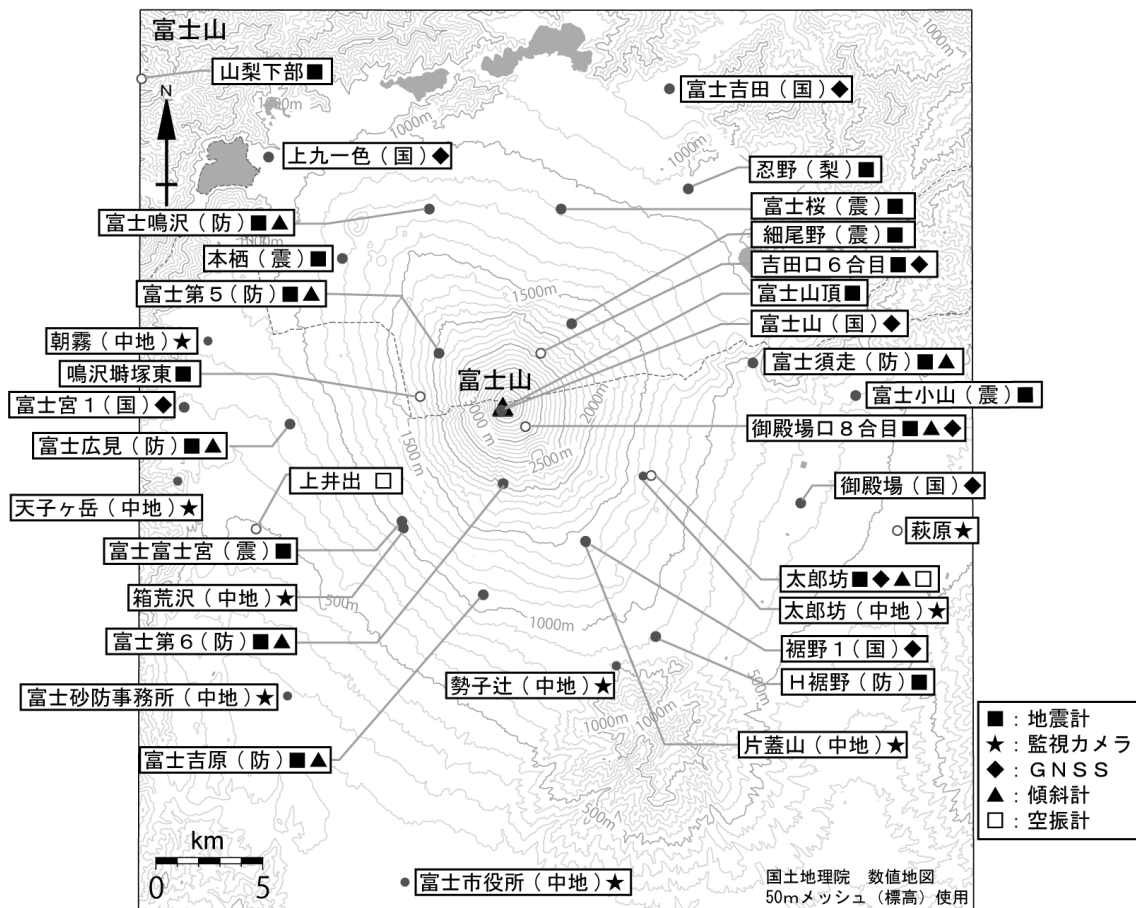 富士山
山梨下部■
N
富士吉田（国）◆
1000m
1000m
1000m
1000m
上九一色（国）◆
忍野（梨）■
富士鳴沢（防）■▲
富士桜（震）■
細尾野（震）■
本栖（震）■
吉田口６合目■◆
富士第５（防）■▲
1500m
富士山頂■
富士山（国）◆
朝霧（中地）★
富士須走（防）■▲
鳴沢塒塚東■
富士山
富士小山（震）■
富士宮１（国）◆
2000m
御殿場口８合目■▲◆
富士広見（防）■▲
1500m
2500m
上井出 □
御殿場（国）◆
天子ヶ岳（中地）★
萩原★
富士富士宮（震）■
太郎坊■◆▲□
箱荒沢（中地）★
500m
太郎坊（中地）★
1000m
富士第６（防）■▲
裾野１（国）◆
勢子辻（中地）★
Ｈ裾野（防）■
富士砂防事務所（中地）★
1000m
1000m
500m
片蓋山（中地）★
富士吉原（防）■▲
500m
■：地震計
★：監視カメラ
◆：ＧＮＳＳ
▲：傾斜計
□：空振計
km
0 5
富士市役所（中地）★
国土地理院 数値地図
50mメッシュ（標高）使用